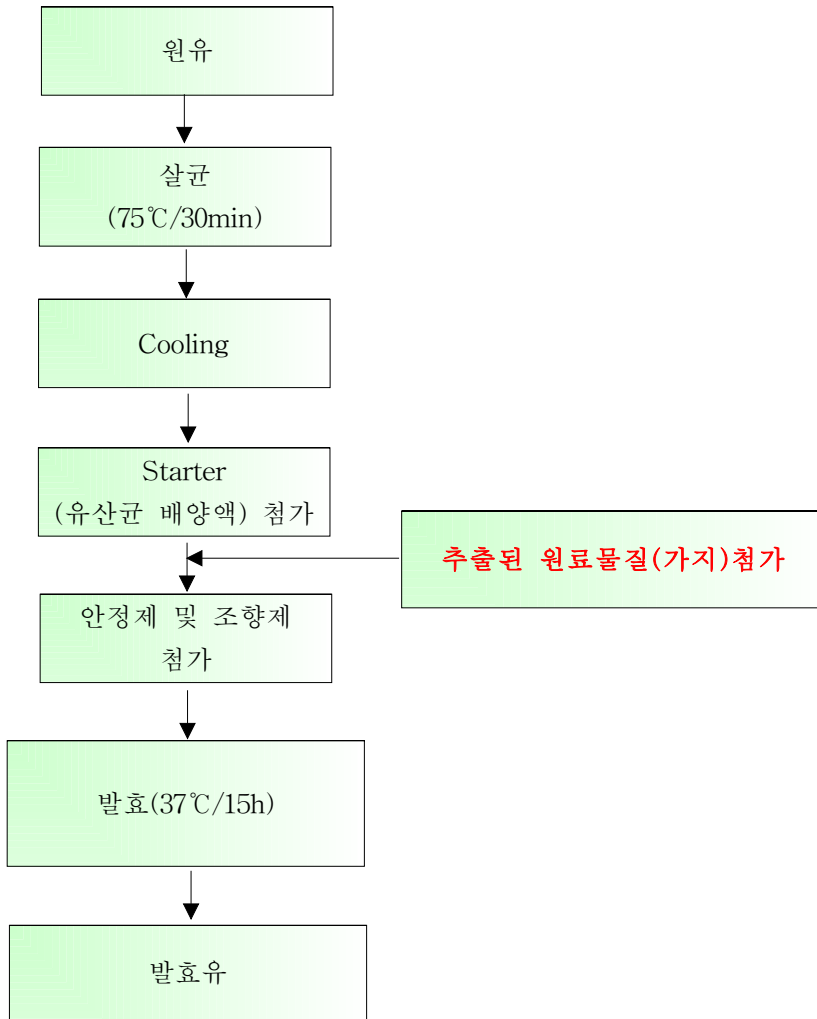 원유
살균
(75℃/30min)
Cooling
Starter
(유산균 배양액) 첨가
추출된 원료물질(가지)첨가
안정제 및 조향제
첨가
발효(37℃/15h)
발효유